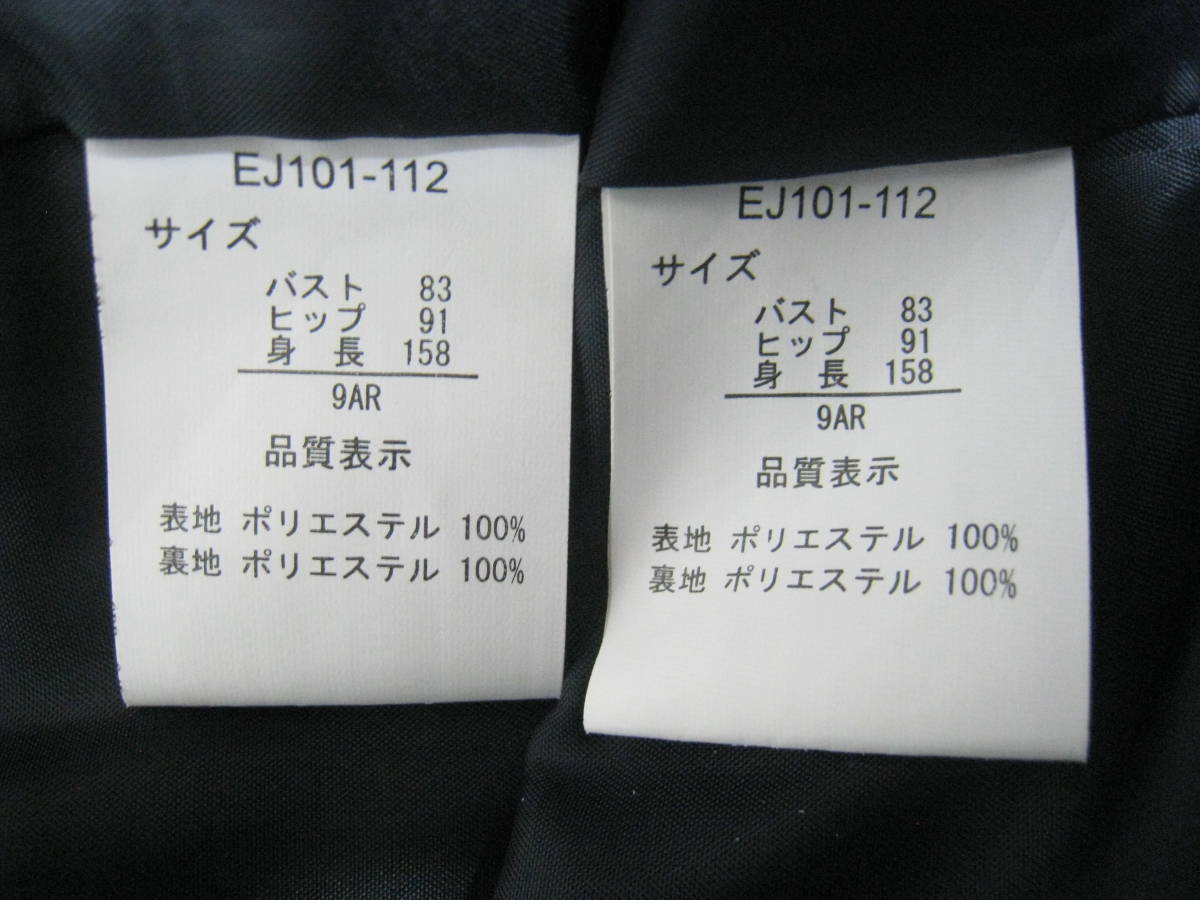 EJ101-112
サイズ
バスト 83
ヒップ 91
身 長 158
9AR
品質表示
表地 ポリエステル 100%
裏地 ポリエステル 100%
EJ101-112
サイズ
バスト 83
ヒップ 91
身 長 158
9AR
品質表示
表地 ポリエステル 100%
裏地 ポリエステル 100%